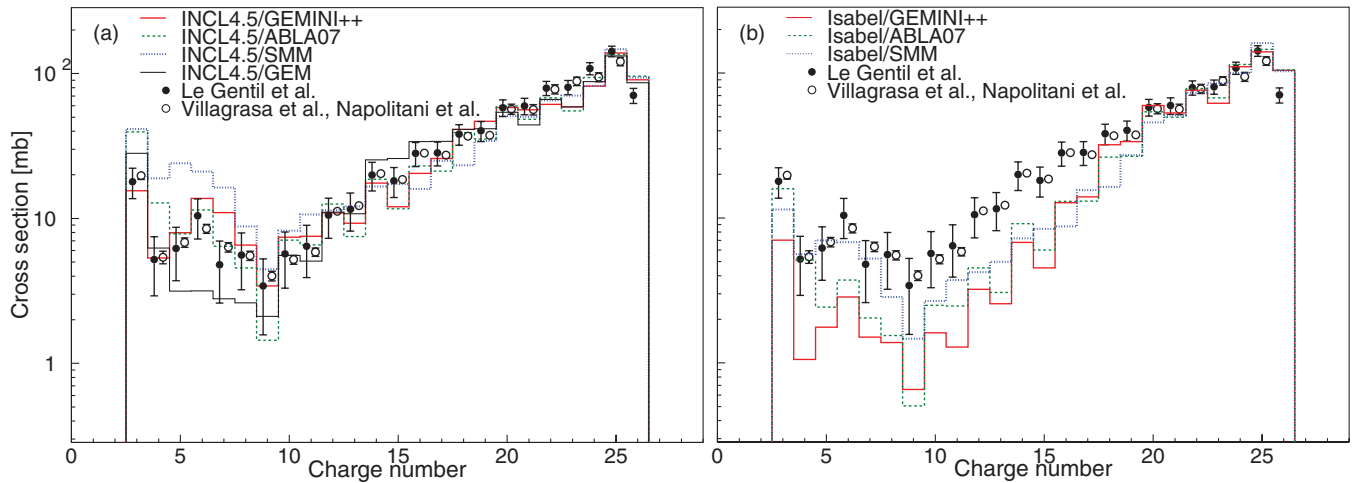 (a)
INCL4.5/GEMINI++
INCL4.5/ABLA07
INCL4.5/SMM
INCL4.5/GEM
Le Gentil et al.
Villagrasa et al., Napolitani et al.
Cross section [mb]
10 2
10
1
0 5 10 15 20 25
Charge number
(b)
Isabel/GEMINI++
Isabel/ABLA07
Isabel/SMM
Le Gentil et al.
Villagrasa et al., Napolitani et al.
0 5 10 15 20 25
Charge number